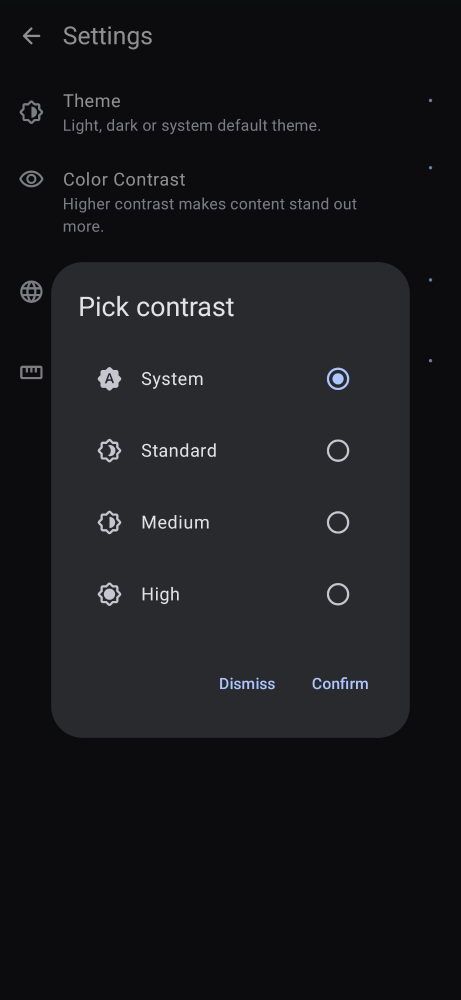 Settings
Theme
Light, dark or system default theme.
Color Contrast
Higher contrast makes content stand out
more.
Pick contrast
A System
Standard
Medium
High
Dismiss Confirm